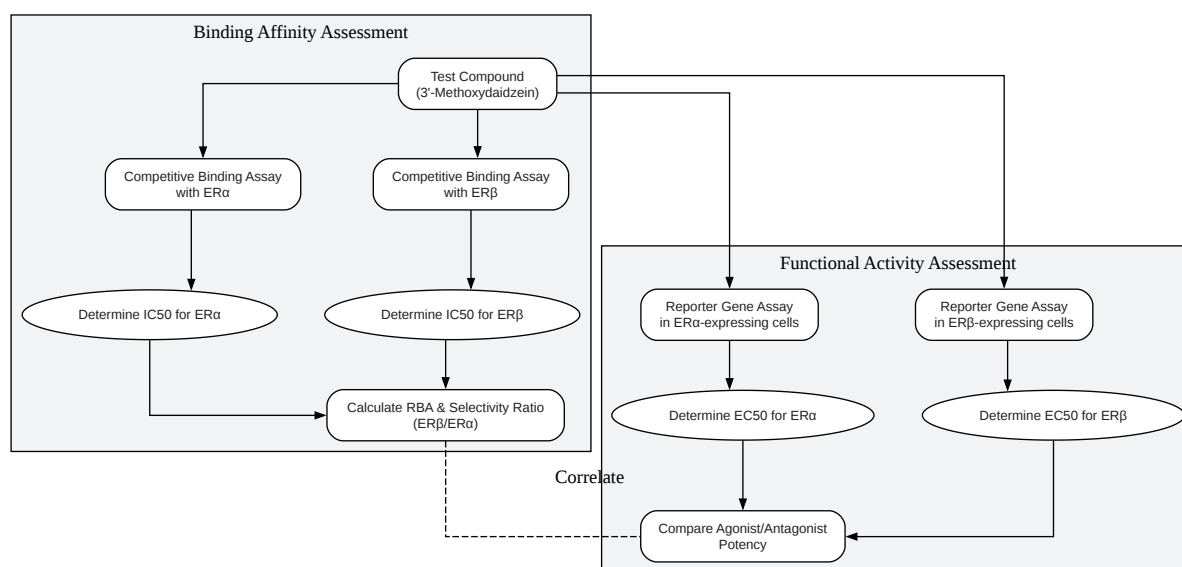 Binding Affinity Assessment
Test Compound
(3'-Methoxydaidzein)
Competitive Binding Assay
with ERα
Competitive Binding Assay
with ERβ
Determine IC50 for ERα
Determine IC50 for ERβ
Calculate RBA & Selectivity Ratio
(ERβ/ERα)
Functional Activity Assessment
Reporter Gene Assay
in ERα-expressing cells
Reporter Gene Assay
in ERβ-expressing cells
Determine EC50 for ERα
Determine EC50 for ERβ
Correlate
Compare Agonist/Antagonist
Potency